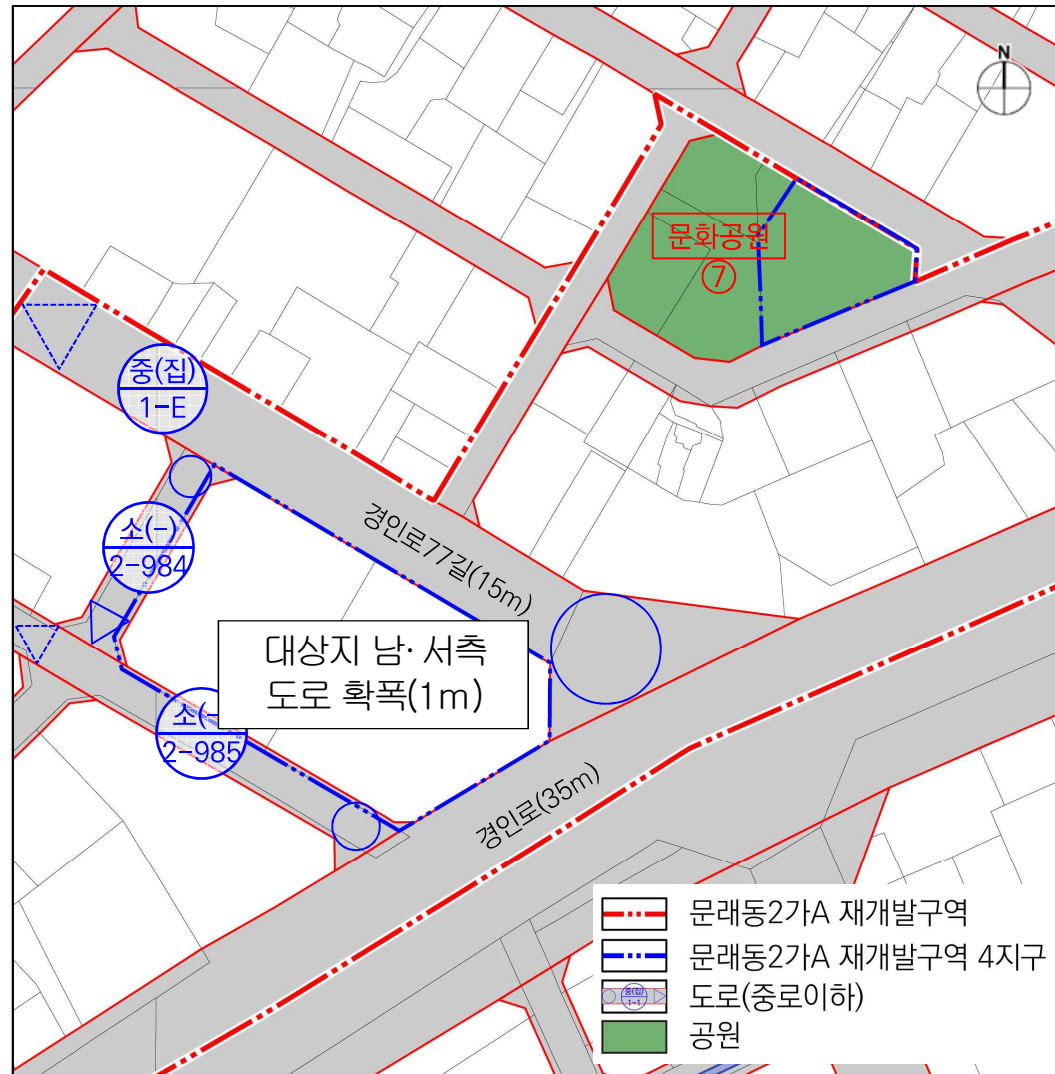 N
문화공원
⑦
중(집)
1-E
경인로77길(15m)
소(-)
2-984
대상지 남·서측
도로 확폭(1m)
소(-
2-985
경인로(35m)
문래동2가A 재개발구역
문래동2가A 재개발구역 4지구
중(집)
1-1
도로(중로이하)
공원